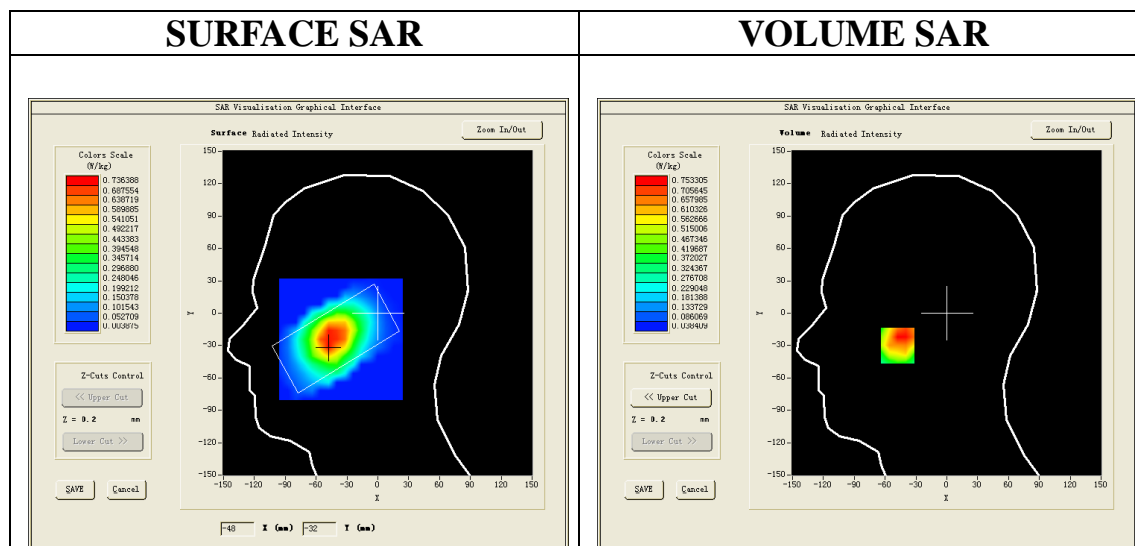 SURFACE SAR
VOLUME SAR
SAR Visualisation Graphical Interface
Surface Radiated Intensity
Zoom In/Out
Colors Scale
(W/kg)
0.736388
0.687554
0.638719
0.589885
0.541051
0.492217
0.443383
0.394548
0.345714
0.296880
0.248046
0.199212
0.150378
0.101543
0.052709
0.003875
Z-Cuts Control
<< Upper Cut
Z = 0.2 mm
Lower Cut >>
SAVE Cancel
150
120
90
60
30
0
-30
-60
-90
-120
-150
Y
-150 -120 -90 -60 -30 0 30 60 90 120 150
X
-48 X (mm) -32 Y (mm)
SAR Visualisation Graphical Interface
Volume Radiated Intensity
Zoom In/Out
Colors Scale
(W/kg)
0.753305
0.705645
0.657985
0.610326
0.562666
0.515006
0.467346
0.419687
0.372027
0.324367
0.276708
0.229048
0.181388
0.133729
0.086069
0.038409
Z-Cuts Control
<< Upper Cut
Z = 0.2 mm
Lower Cut >>
SAVE Cancel
150
120
90
60
30
0
-30
-60
-90
-120
-150
Y
-150 -120 -90 -60 -30 0 30 60 90 120 150
X